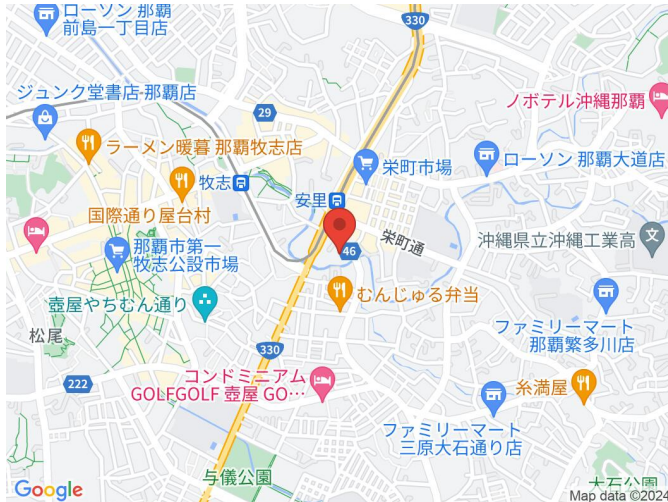 ローソン 那覇
前島一丁目店
330
ジュンク堂書店-那覇店
29
ノボテル沖縄那覇
ラーメン暖暮 那覇牧志店
栄町市場
ローソン 那覇大道店
牧志
安里
国際通り屋台村
栄町通
那覇市第一
牧志公設市場
46
沖縄県立沖縄工業高
壺屋やちむん通り
むんじゅる弁当
松尾
ファミリーマート
那覇繁多川店
330
222
コンドミニアム
GOLFGOLF 壺屋 GO…
糸満屋
ファミリーマート
三原大石通り店
与儀公園
大石公園
Google
Map data ©2024